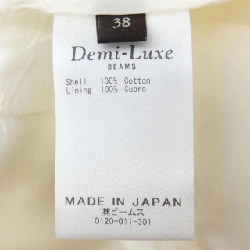 38
Demi-Luxe
BEAMS
Shell 100% Cotton
Lining 100% Cupro
MADE IN JAPAN
㈱ビームス
0120-011-301